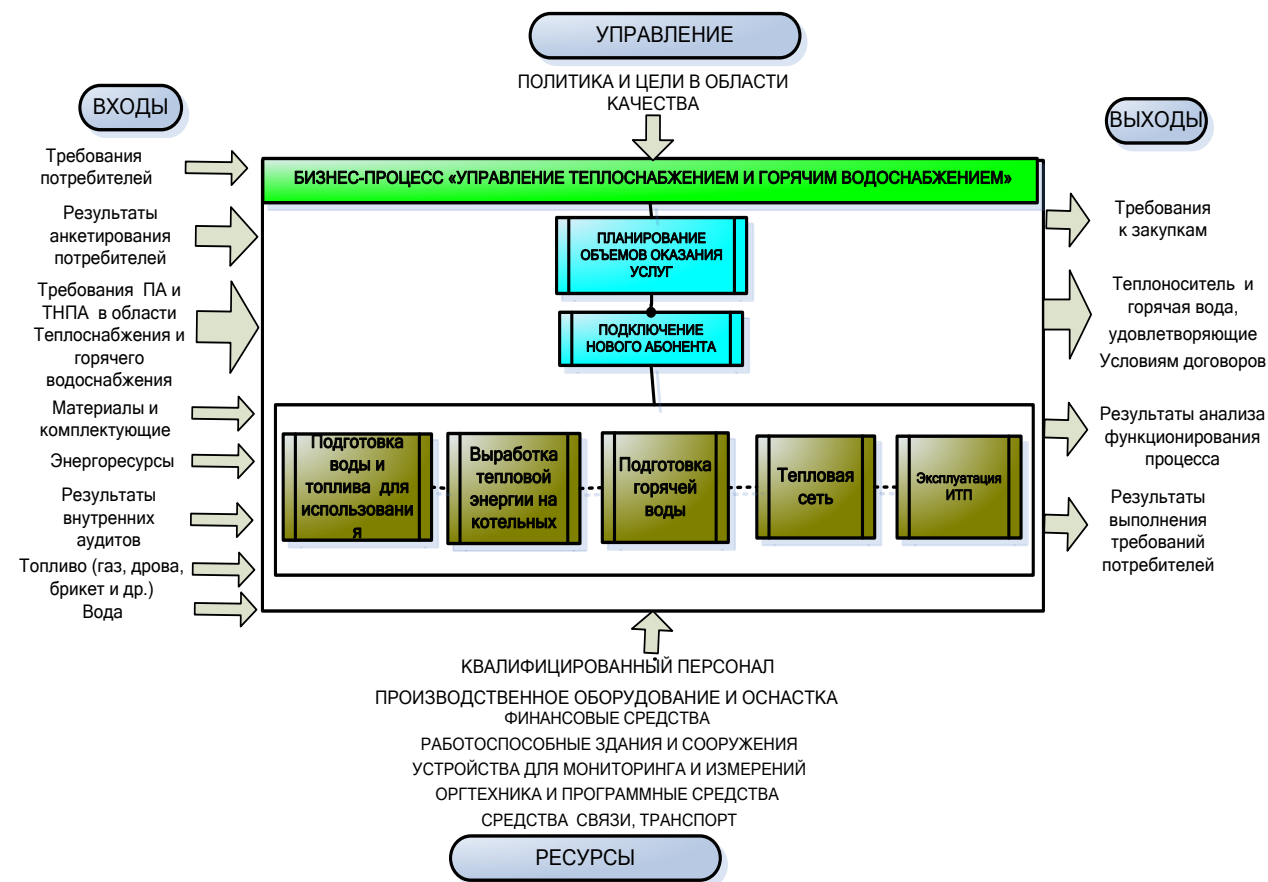 УПРАВЛЕНИЕ
ПОЛИТИКА И ЦЕЛИ В ОБЛАСТИ
КАЧЕСТВА
ВХОДЫ
Требования
потребителей
Результаты
анкетирования
потребителей
Требования ПА и
ТНПА в области
Теплоснабжения и
горячего
водоснабжения
Материалы и
комплектующие
Энергоресурсы
Результаты
внутренних
аудитов
Топливо (газ, дрова,
брикет и др.)
Вода
БИЗНЕС-ПРОЦЕСС «УПРАВЛЕНИЕ ТЕПЛОСНАБЖЕНИЕМ И ГОРЯЧИМ ВОДОСНАБЖЕНИЕМ»
ПЛАНИРОВАНИЕ
ОБЪЕМОВ ОКАЗАНИЯ
УСЛУГ
ПОДКЛЮЧЕНИЕ
НОВОГО АБОНЕНТА
Подготовка
воды и
топлива для
использовани
я
Выработка
тепловой
энергии на
котельных
Подготовка
горячей
воды
Тепловая
сеть
Эксплуатация
ИТП
ВЫХОДЫ
Требования
к закупкам
Теплоноситель и
горячая вода,
удовлетворяющие
Условиям договоров
Результаты анализа
функционирования
процесса
Результаты
выполнения
требований
потребителей
КВАЛИФИЦИРОВАННЫЙ ПЕРСОНАЛ
ПРОИЗВОДСТВЕННОЕ ОБОРУДОВАНИЕ И ОСНАСТКА
ФИНАНСОВЫЕ СРЕДСТВА
РАБОТОСПОСОБНЫЕ ЗДАНИЯ И СООРУЖЕНИЯ
УСТРОЙСТВА ДЛЯ МОНИТОРИНГА И ИЗМЕРЕНИЙ
ОРГТЕХНИКА И ПРОГРАММНЫЕ СРЕДСТВА
СРЕДСТВА СВЯЗИ, ТРАНСПОРТ
РЕСУРСЫ